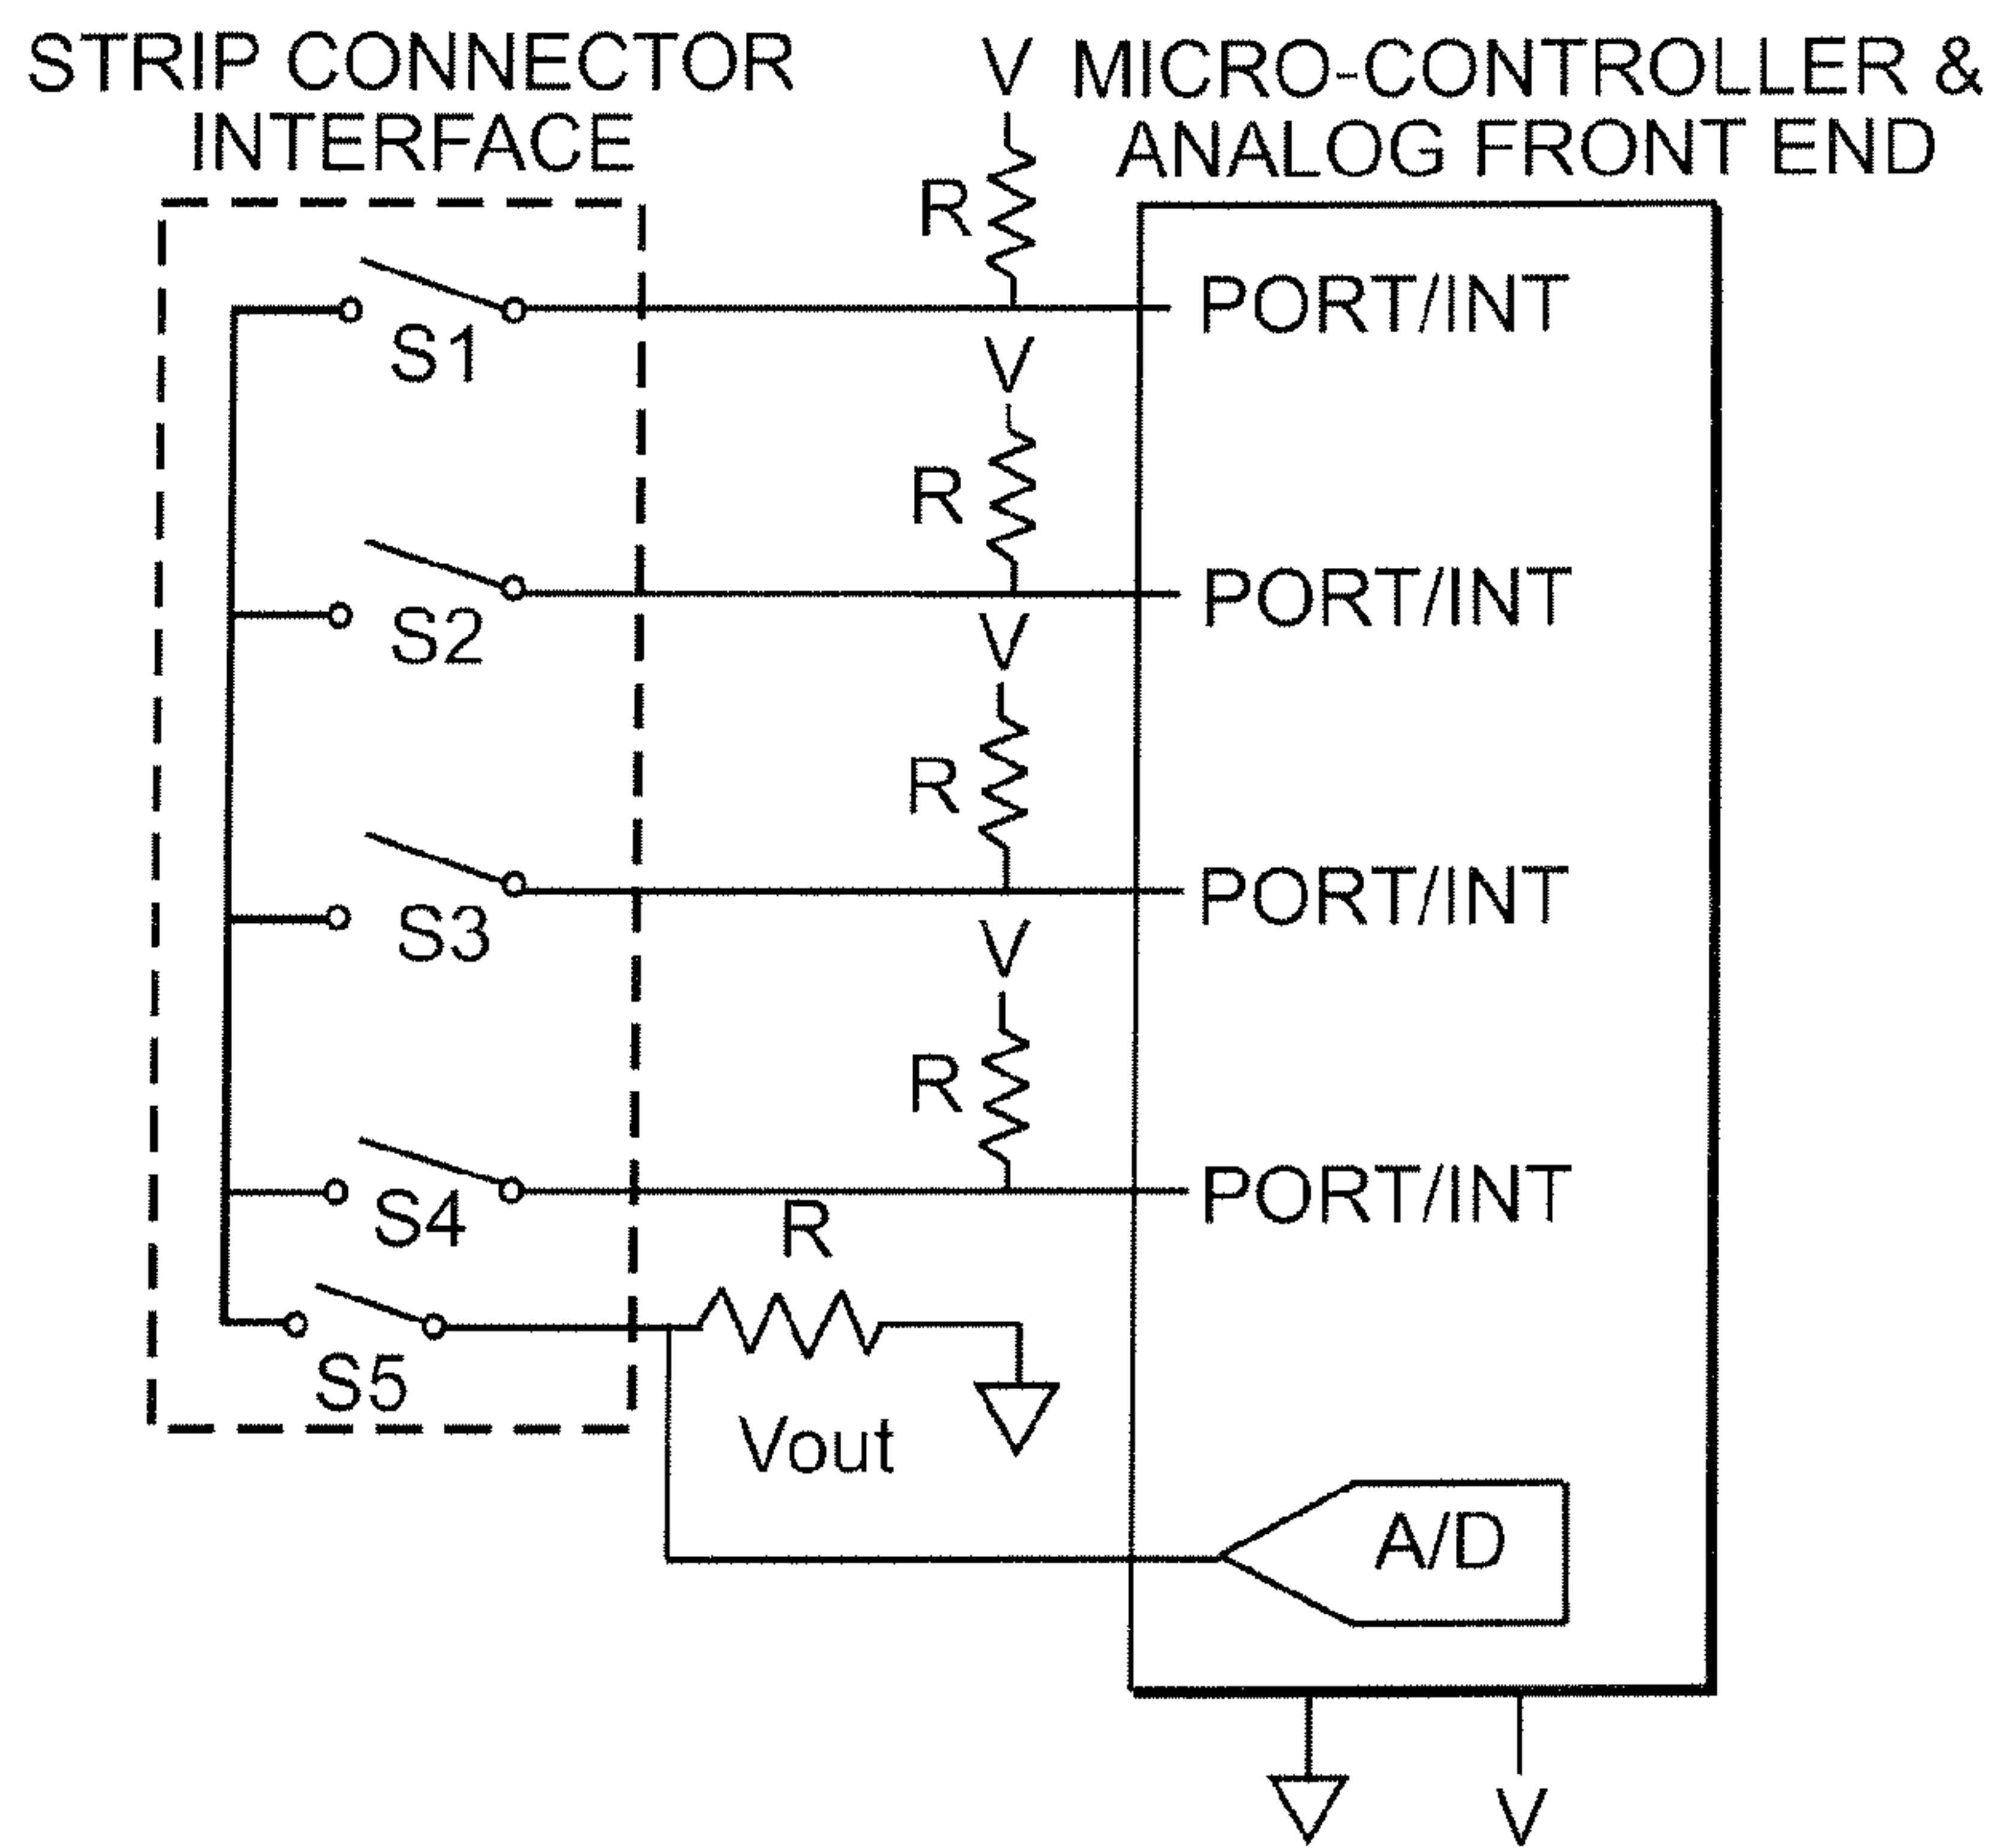 STRIP CONNECTOR
INTERFACE
V
MICRO-CONTROLLER &
ANALOG FRONT END
R
PORT/INT
S1
V
R
PORT/INT
S2
V
R
PORT/INT
S3
V
R
PORT/INT
S4
R
S5
Vout
A/D
V